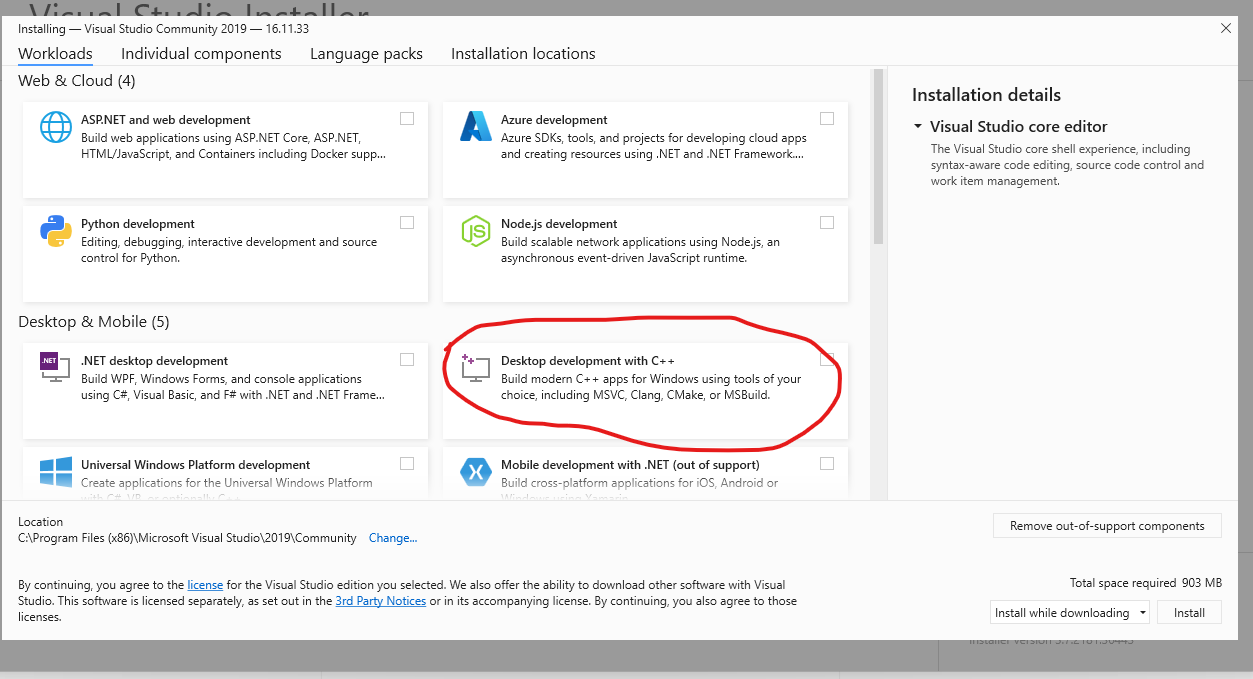 Visual Studio Installer
Installing — Visual Studio Community 2019 — 16.11.33
Workloads Individual components Language packs Installation locations
Web & Cloud (4)
ASP.NET and web development
Build web applications using ASP.NET Core, ASP.NET,
HTML/JavaScript, and Containers including Docker supp...
Azure development
Azure SDKs, tools, and projects for developing cloud apps
and creating resources using .NET and .NET Framework....
Python development
Editing, debugging, interactive development and source
control for Python.
JS
Node.js development
Build scalable network applications using Node.js, an
asynchronous event-driven JavaScript runtime.
Desktop & Mobile (5)
.NET
.NET desktop development
Build WPF, Windows Forms, and console applications
using C#, Visual Basic, and F# with .NET and .NET Frame...
Desktop development with C++
Build modern C++ apps for Windows using tools of your
choice, including MSVC, Clang, CMake, or MSBuild.
Universal Windows Platform development
Create applications for the Universal Windows Platform
with C#, VB, or optionally C++.
Mobile development with .NET (out of support)
Build cross-platform applications for iOS, Android or
Windows using Xamarin.
Installation details
Visual Studio core editor
The Visual Studio core shell experience, including
syntax-aware code editing, source code control and
work item management.
Location
C:\Program Files (x86)\Microsoft Visual Studio\2019\Community Change...
Remove out-of-support components
By continuing, you agree to the license for the Visual Studio edition you selected. We also offer the ability to download other software with Visual
Studio. This software is licensed separately, as set out in the 3rd Party Notices or in its accompanying license. By continuing, you also agree to those
licenses.
Total space required 903 MB
Install while downloading Install
Installer version